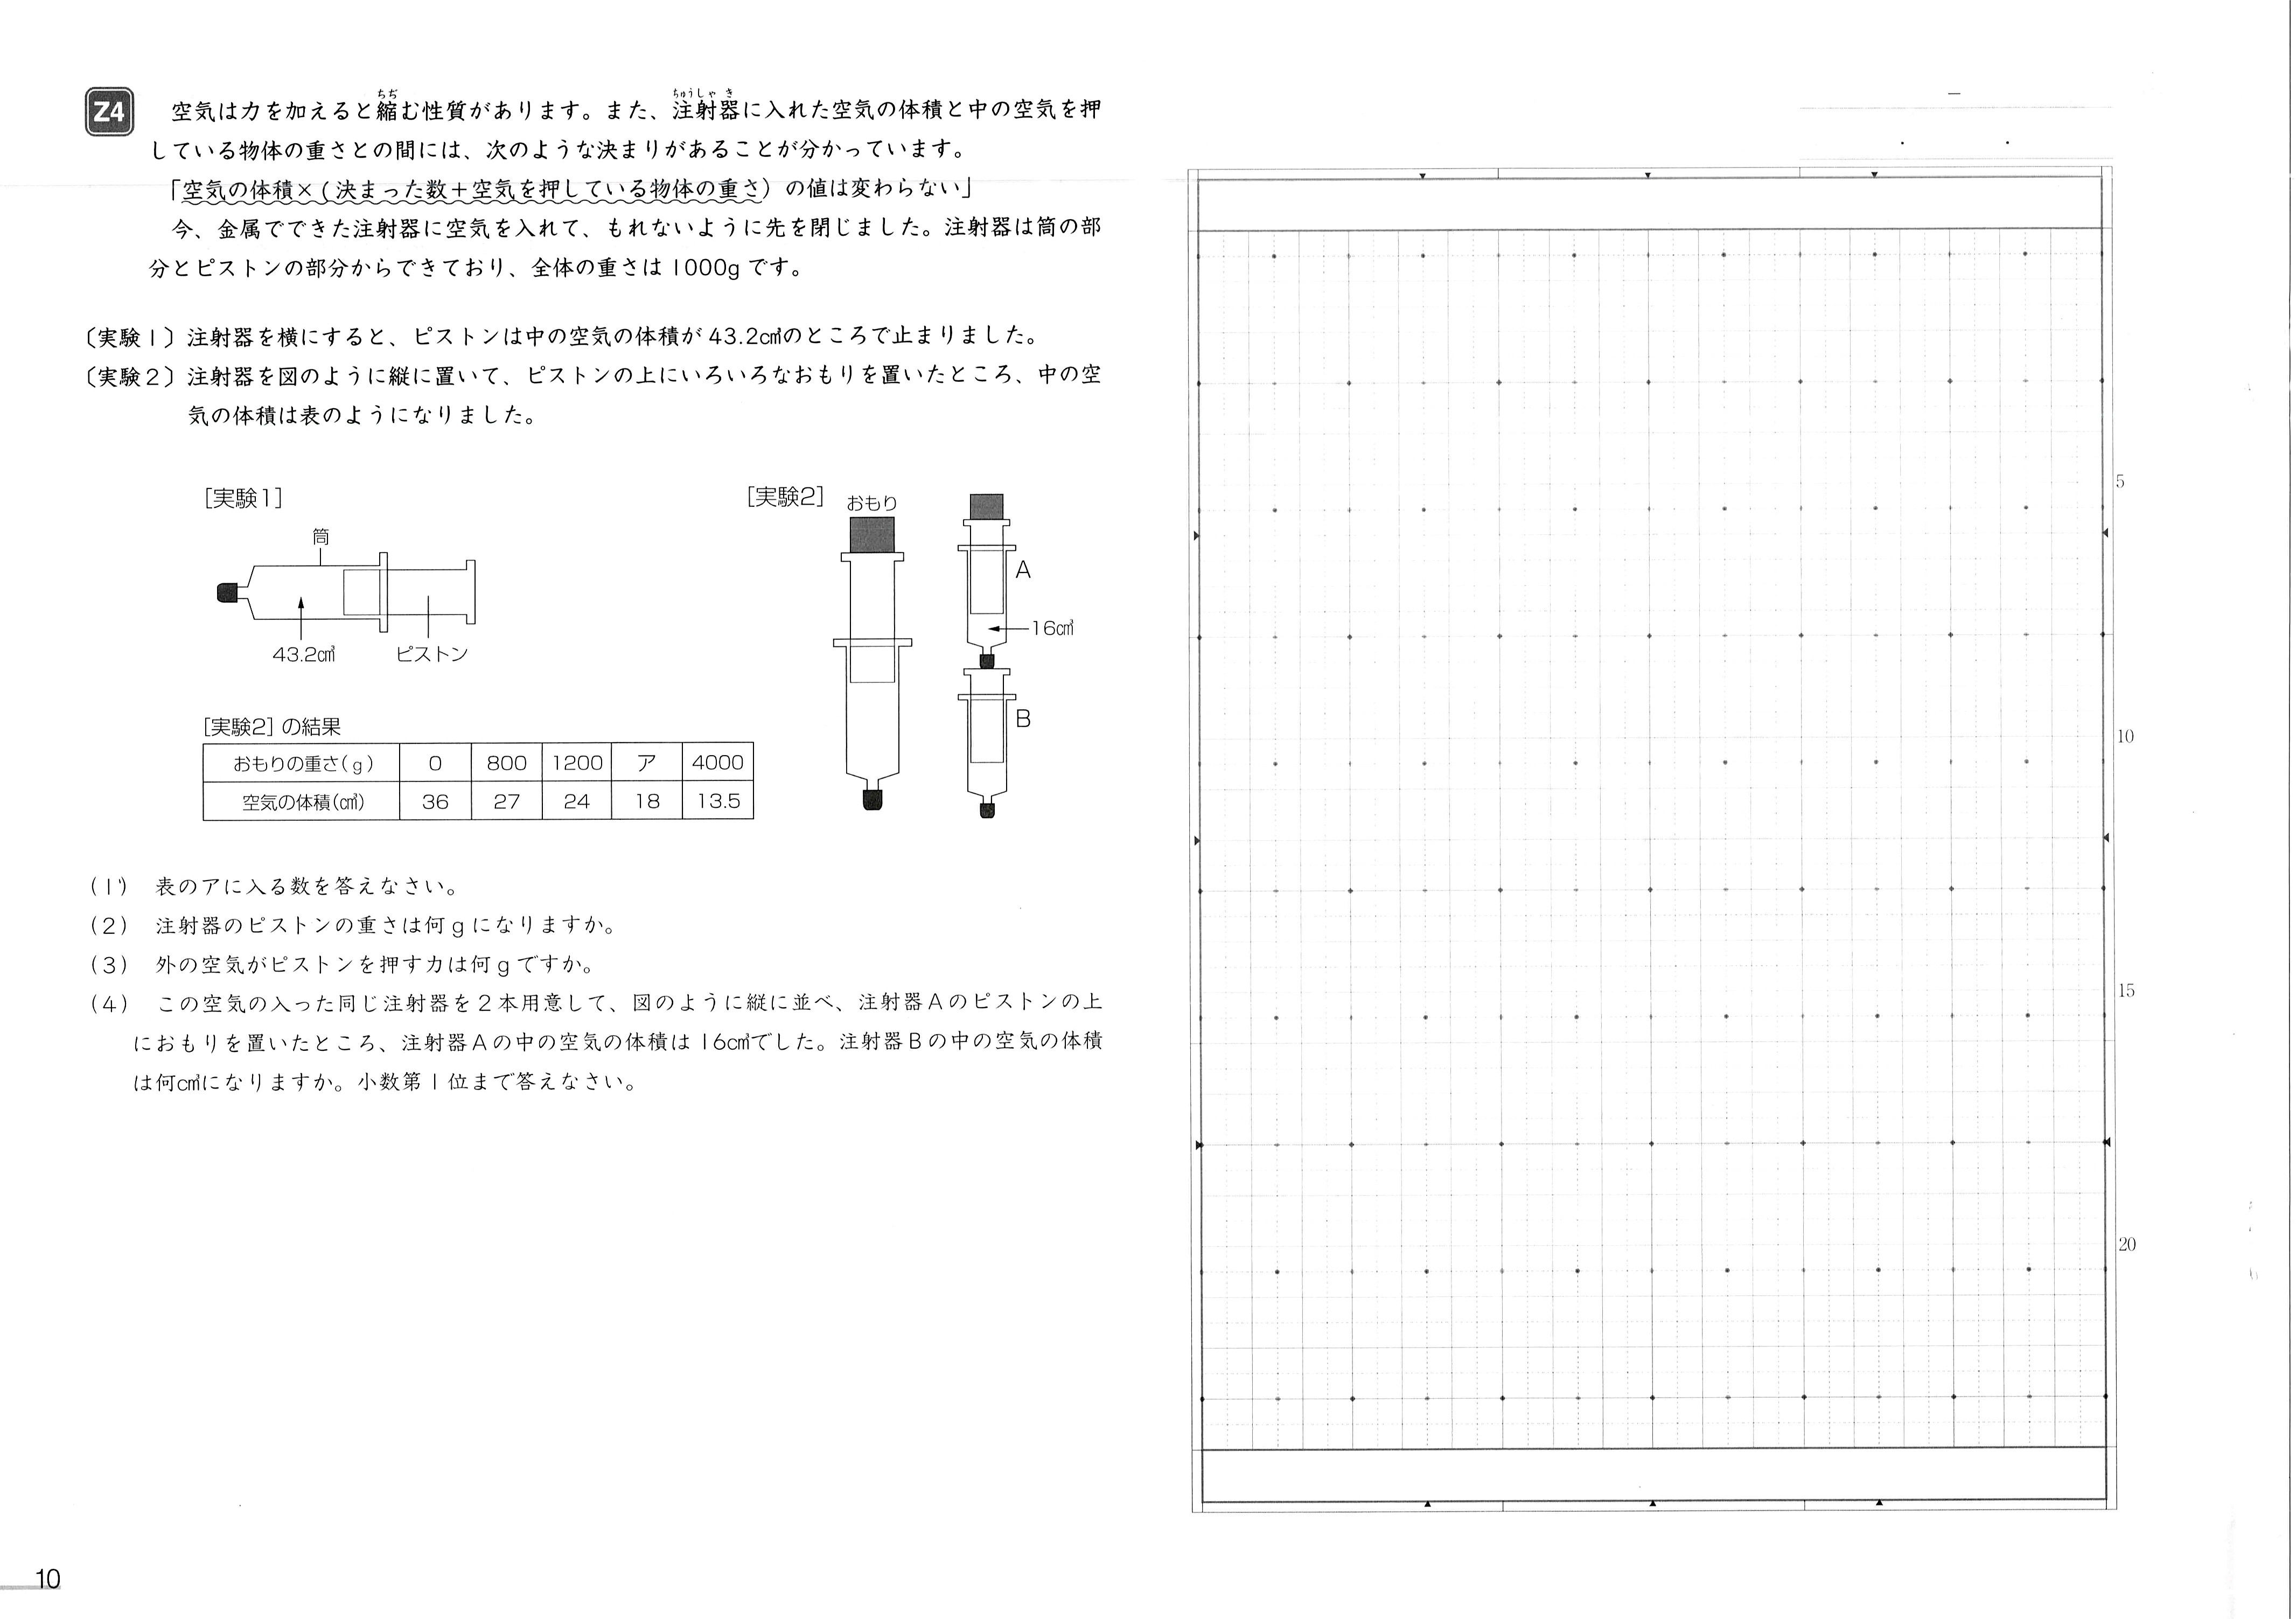 Z4 空気は力を加えると縮む性質があります。また、注射器に入れた空気の体積と中の空気を押
ちぢ
ちゅうしゃき
している物体の重さとの間には、次のような決まりがあることが分かっています。
「空気の体積×(決まった数+空気を押している物体の重さ)の値は変わらない」
今、金属でできた注射器に空気を入れて、もれないように先を閉じました。注射器は筒の部
分とピストンの部分からできており、全体の重さは1000gです。
〔実験1〕注射器を横にすると、ピストンは中の空気の体積が43.2㎤のところで止まりました。
〔実験2〕注射器を図のように縦に置いて、ピストンの上にいろいろなおもりを置いたところ、中の空
気の体積は表のようになりました。
[実験1]
筒
43.2㎤
ピストン
[実験2]
おもり
A
16㎤
B
[実験2]の結果
おもりの重さ(g) 0 800 1200 ア 4000
空気の体積(㎤) 36 27 24 18 13.5
(1) 表のアに入る数を答えなさい。
(2) 注射器のピストンの重さは何gになりますか。
(3) 外の空気がピストンを押す力は何gですか。
(4) この空気の入った同じ注射器を2本用意して、図のように縦に並べ、注射器Aのピストンの上
におもりを置いたところ、注射器Aの中の空気の体積は16㎤でした。注射器Bの中の空気の体積
は何㎤になりますか。小数第1位まで答えなさい。
5
10
15
20
10